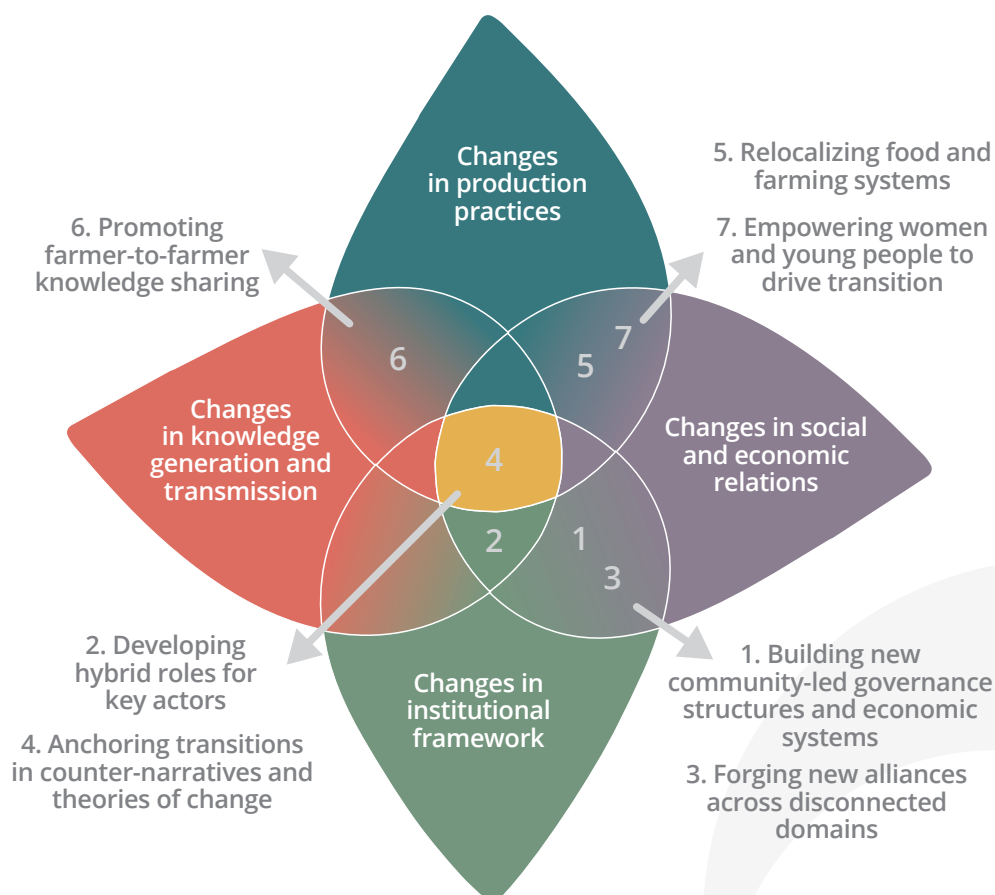 Changes
in production
practices
5. Relocalizing food and
farming systems
7. Empowering women
and young people to
drive transition
6. Promoting
farmer-to-farmer
knowledge sharing
6
5
7
Changes
in knowledge
generation and
transmission
4
Changes in social
and economic
relations
2
1
3
2. Developing
hybrid roles for
key actors
4. Anchoring transitions
in counter-narratives and
theories of change
Changes in
institutional
framework
1. Building new
community-led governance
structures and economic
systems
3. Forging new alliances
across disconnected
domains